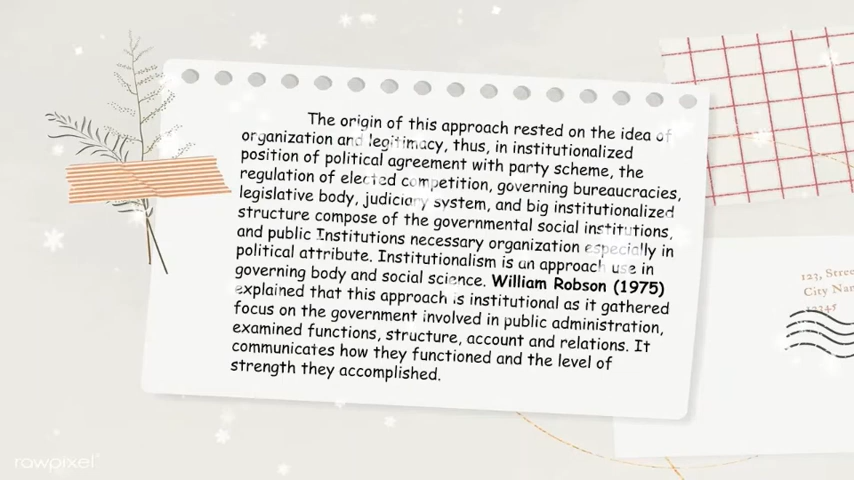 The origin of this approach rested on the idea of
organization and legitimacy, thus, in institutionalized
position of political agreement with party scheme, the
regulation of elected competition, governing bureaucracies,
legislative body, judiciary system, and big institutionalized
structure compose of the governmental social institutions,
and public Institutions necessary organization especially in
political attribute. Institutionalism is an approach use in
governing body and social science. William Robson (1975)
explained that this approach is institutional as it gathered
focus on the government involved in public administration,
examined functions, structure, account and relations. It
communicates how they functioned and the level of
strength they accomplished.
123, Stree
City Nam
12345
rawpixel